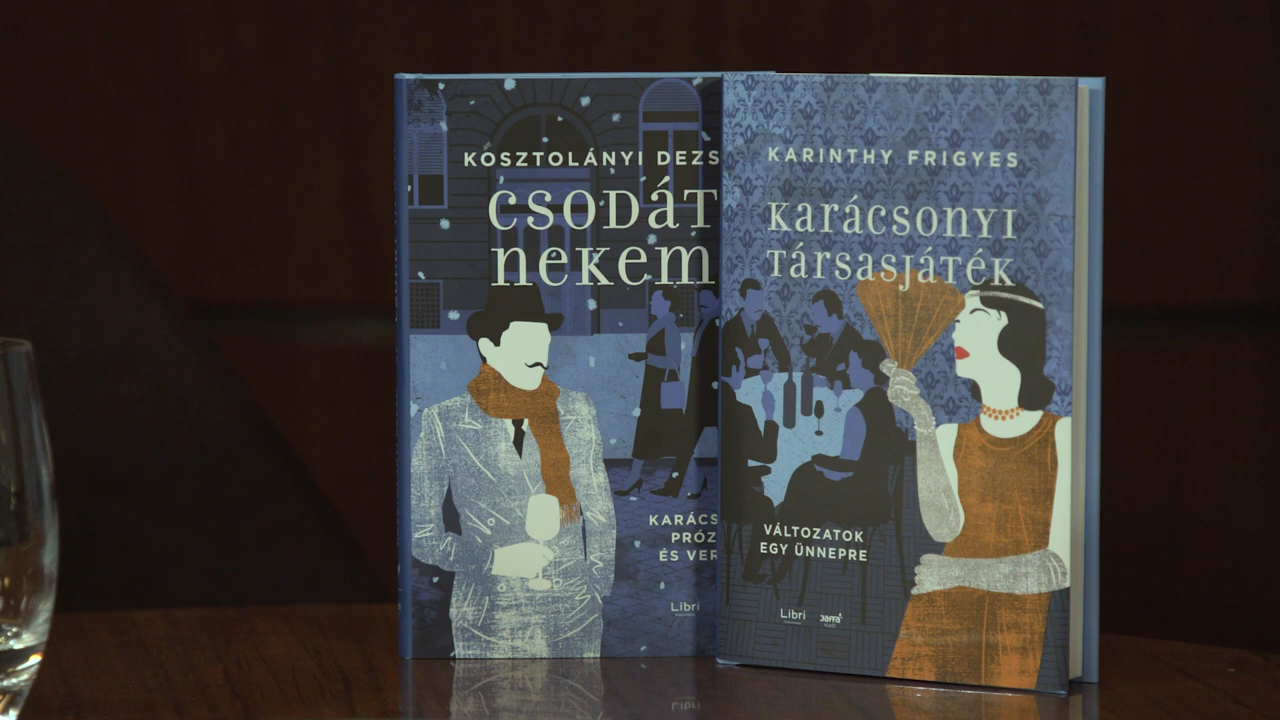 KOSZTOLÁNYI DEZS
CSODÁT
nekem
KARÁCS
PRÓZ
ÉS VER
Libri
KARINTHY FRIGYES
Karácsonyi
Társasjáték
VÁLTOZATOK
EGY ÜNNEPRE
Libri